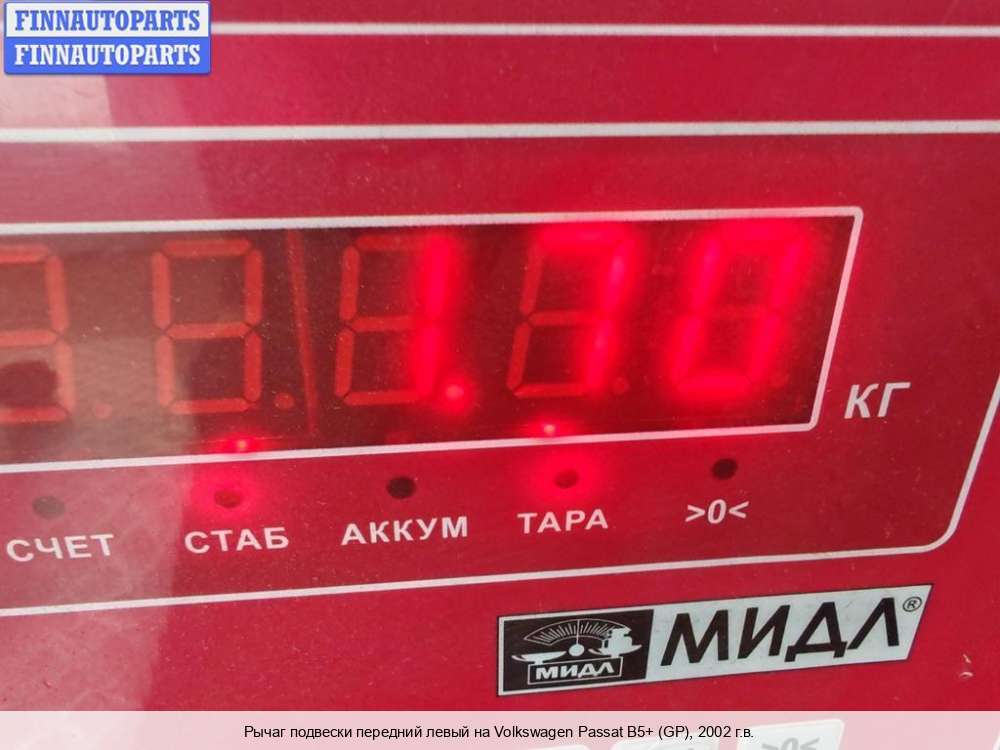 FINNAUTOPARTS
FINNAUTOPARTS
1.70
КГ
СЧЕТ СТАБ АККУМ ТАРА >0<
МИДЛ МИДЛ®
>0<
Рычаг подвески передний левый на Volkswagen Passat B5+ (GP), 2002 г.в.